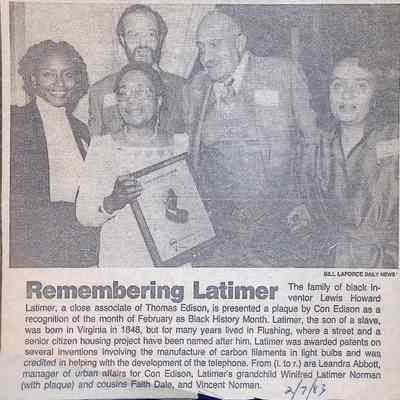 BILL LAFORCE DAILY NEWS
Remembering Latimer
The family of black in-
ventor Lewis Howard
Latimer, a close associate of Thomas Edison, is presented a plaque by Con Edison as a
recognition of the month of February as Black History Month. Latimer, the son of a slave,
was born in Virginia in 1848, but for many years lived in Flushing, where a street and a
senior citizen housing project have been named after him. Latimer was awarded patents on
several inventions involving the manufacture of carbon filaments in light bulbs and was
credited in helping with the development of the telephone. From (l. to r.) are Leandra Abbott,
manager of urban affairs for Con Edison, Latimer's grandchild Winifred Latimer Norman
(with plaque) and cousins Faith Dale, and Vincent Norman.
2/7/83